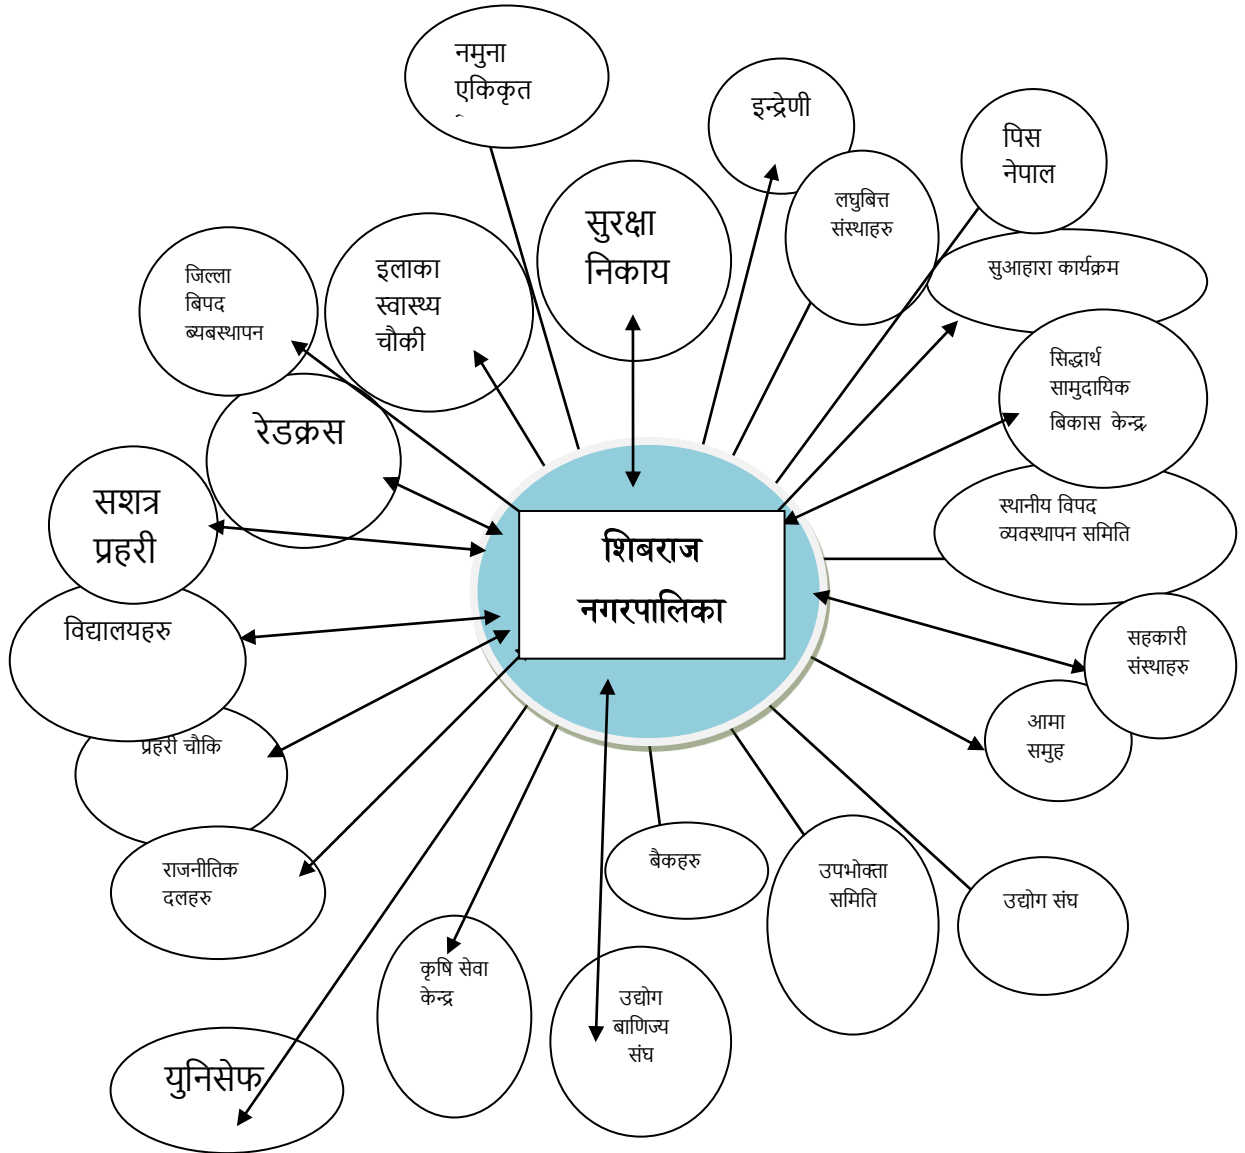 नमुना
एकिकृत
इन्द्रेणी
पिस
नेपाल
लघुबित्त
संस्थाहरु
सुरक्षा
निकाय
सुआहारा कार्यक्रम
जिल्ला
बिपद
ब्यबस्थापन
इलाका
स्वास्थ्य
चौकी
सिद्धार्थ
सामुदायिक
बिकास केन्द्र
रेडक्रस
सशत्र
प्रहरी
स्थानीय विपद
व्यवस्थापन समिति
शिबराज
नगरपालिका
विद्यालयहरु
सहकारी
संस्थाहरु
आमा
समुह
प्रहरी चौकि
राजनीतिक
दलहरु
बैकहरु
उपभोक्ता
समिति
उद्योग संघ
कृषि सेवा
केन्द्र
उद्योग
बाणिज्य
संघ
युनिसेफ